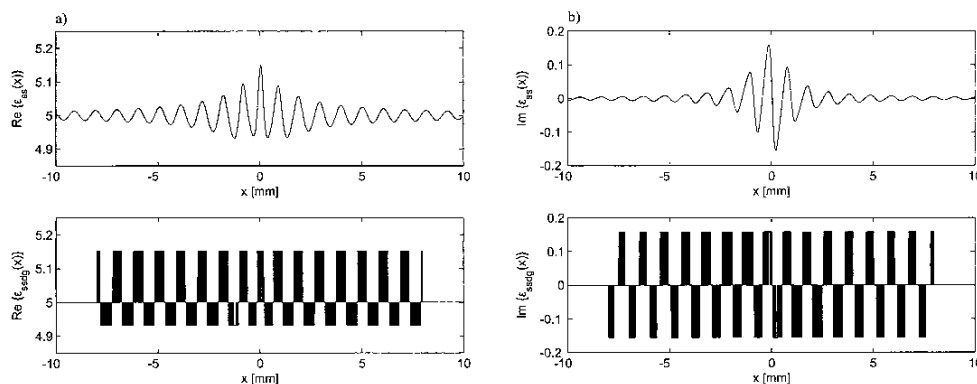 a)
5.2
5.1
5
4.9
Re {ε_ss(x)}
-10 -5 0 5 10
x [mm]
b)
0.2
0.1
0
-0.1
-0.2
Im {ε_ss(x)}
-10 -5 0 5 10
x [mm]
5.2
5.1
5
4.9
Re {ε_ssdg(x)}
-10 -5 0 5 10
x [mm]
0.2
0.1
0
-0.1
-0.2
Im {ε_ssdg(x)}
-10 -5 0 5 10
x [mm]